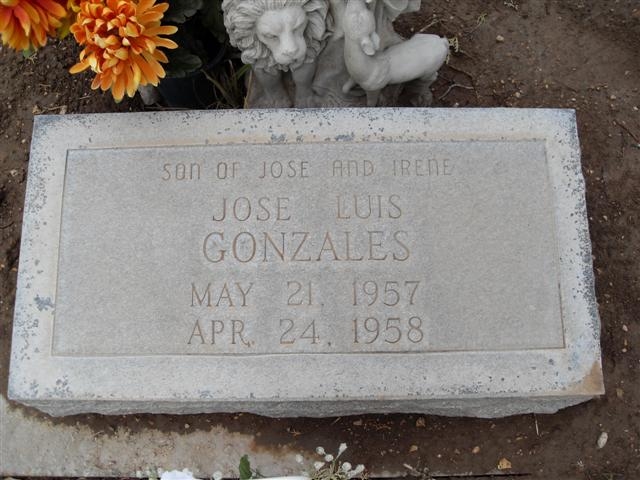 SON OF JOSE AND IRENE
JOSE LUIS
GONZALES
MAY 21, 1957
APR. 24, 1958